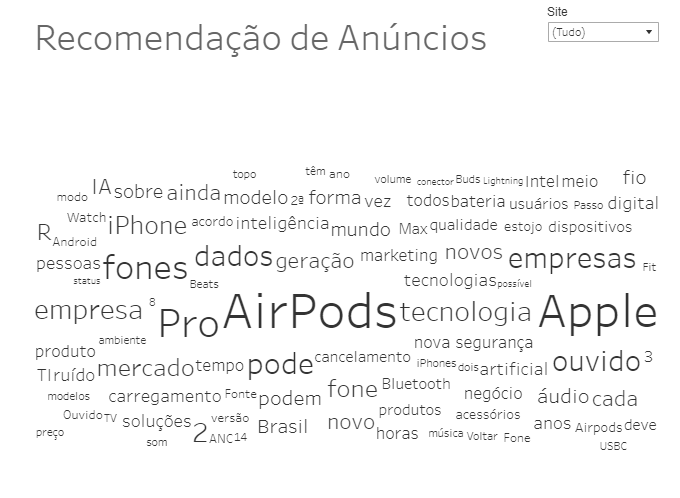 Site
Recomendação de Anúncios
(Tudo)
topo têm ano volume conector Buds Lightning Intel meio fio
modo IA sobre ainda modelo 2ª forma vez todos bateria usuários Passo digital
R Watch iPhone acordo inteligência mundo Max qualidade estojo dispositivos
Android
pessoas fones dados geração marketing novos empresas Fit
status Beats tecnologias possível
empresa 8 Pro AirPods tecnologia Apple
ambiente nova segurança
produto mercado tempo pode cancelamento iPhones dois artificial ouvido 3
TI ruído
modelos carregamento Fonte podem fone Bluetooth negócio áudio cada
Ouvido TV soluções versão produtos acessórios
preço som 2 ANC 14 Brasil novo horas música Voltar Fone anos Airpods deve
USBC